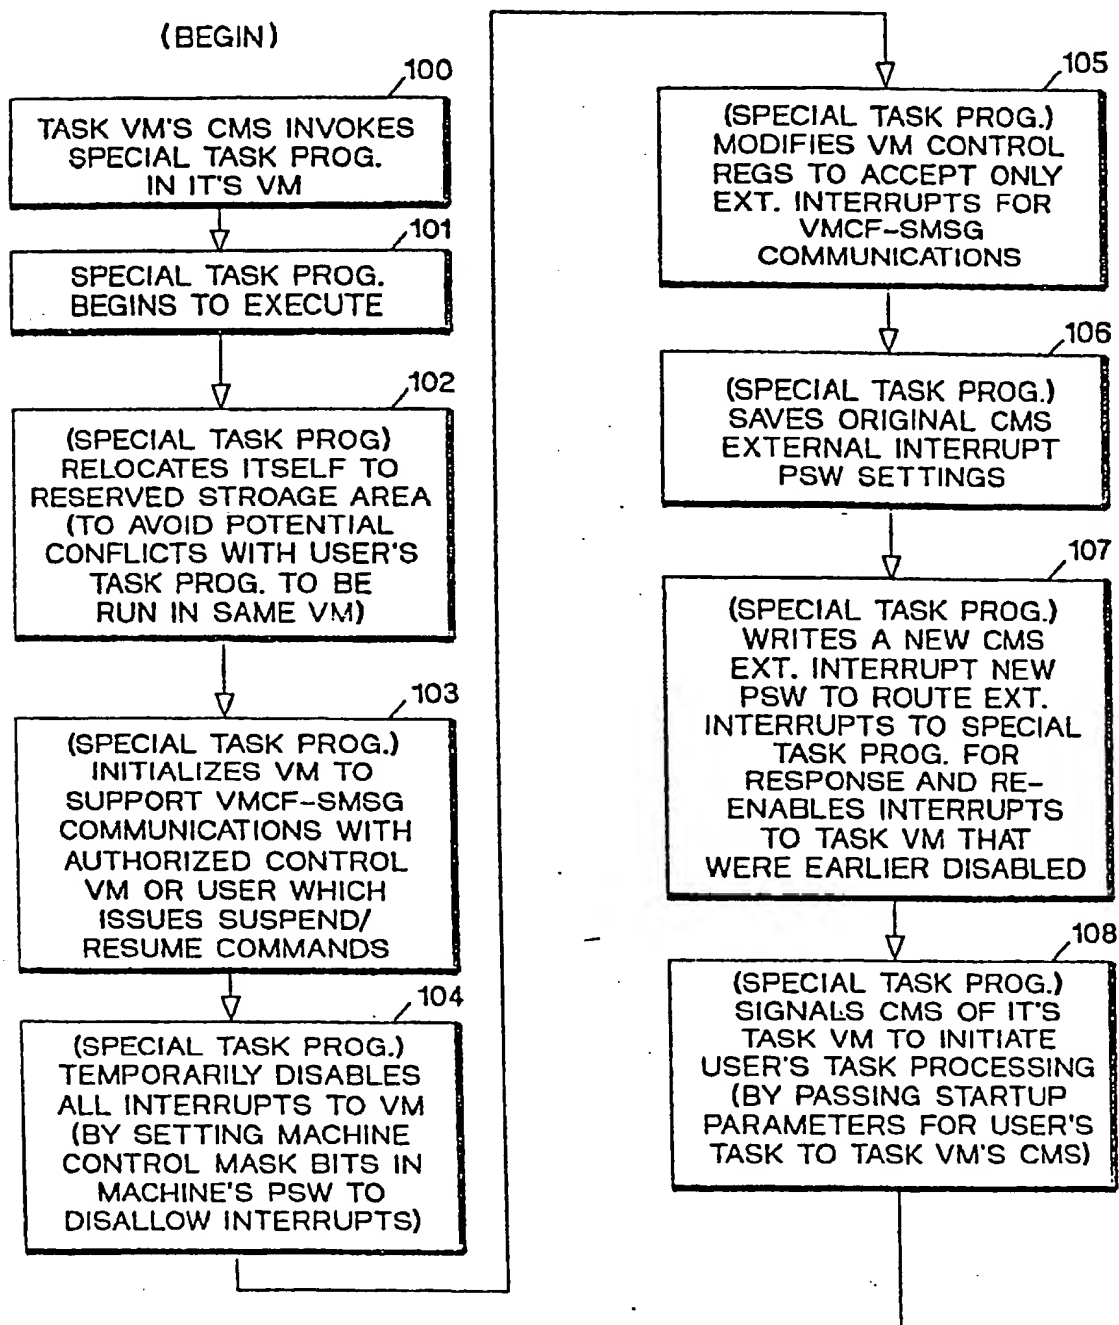 (BEGIN)
100
TASK VM'S CMS INVOKES
SPECIAL TASK PROG.
IN IT'S VM
101
SPECIAL TASK PROG.
BEGINS TO EXECUTE
102
(SPECIAL TASK PROG)
RELOCATES ITSELF TO
RESERVED STROAGE AREA
(TO AVOID POTENTIAL
CONFLICTS WITH USER'S
TASK PROG. TO BE
RUN IN SAME VM)
103
(SPECIAL TASK PROG.)
INITIALIZES VM TO
SUPPORT VMCF-SMSG
COMMUNICATIONS WITH
AUTHORIZED CONTROL
VM OR USER WHICH
ISSUES SUSPEND/
RESUME COMMANDS
104
(SPECIAL TASK PROG.)
TEMPORARILY DISABLES
ALL INTERRUPTS TO VM
(BY SETTING MACHINE
CONTROL MASK BITS IN
MACHINE'S PSW TO
DISALLOW INTERRUPTS)
105
(SPECIAL TASK PROG.)
MODIFIES VM CONTROL
REGS TO ACCEPT ONLY
EXT. INTERRUPTS FOR
VMCF-SMSG
COMMUNICATIONS
106
(SPECIAL TASK PROG.)
SAVES ORIGINAL CMS
EXTERNAL INTERRUPT
PSW SETTINGS
107
(SPECIAL TASK PROG.)
WRITES A NEW CMS
EXT. INTERRUPT NEW
PSW TO ROUTE EXT.
INTERRUPTS TO SPECIAL
TASK PROG. FOR
RESPONSE AND RE-
ENABLES INTERRUPTS
TO TASK VM THAT
WERE EARLIER DISABLED
108
(SPECIAL TASK PROG.)
SIGNALS CMS OF IT'S
TASK VM TO INITIATE
USER'S TASK PROCESSING
(BY PASSING STARTUP
PARAMETERS FOR USER'S
TASK TO TASK VM'S CMS)